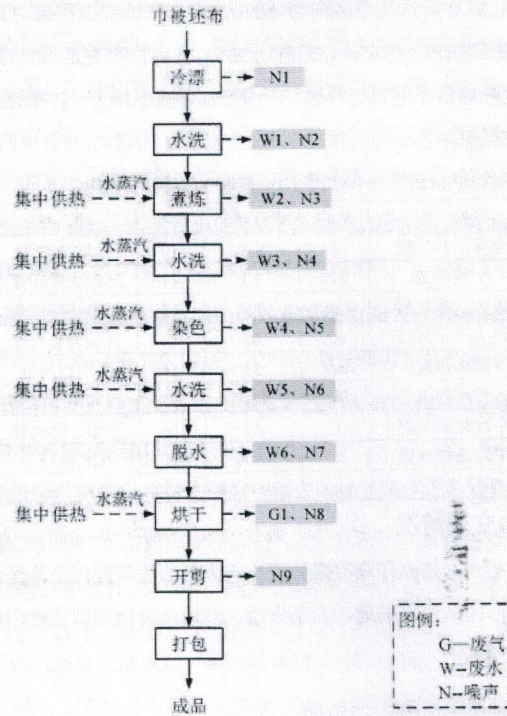 巾被坯布
冷漂 N1
水洗 W1、N2
集中供热 水蒸汽 煮炼 W2、N3
集中供热 水蒸汽 水洗 W3、N4
集中供热 水蒸汽 染色 W4、N5
集中供热 水蒸汽 水洗 W5、N6
脱水 W6、N7
集中供热 水蒸汽 烘干 G1、N8
开剪 N9
打包
成品
图例:
G—废气
W--废水
N--噪声